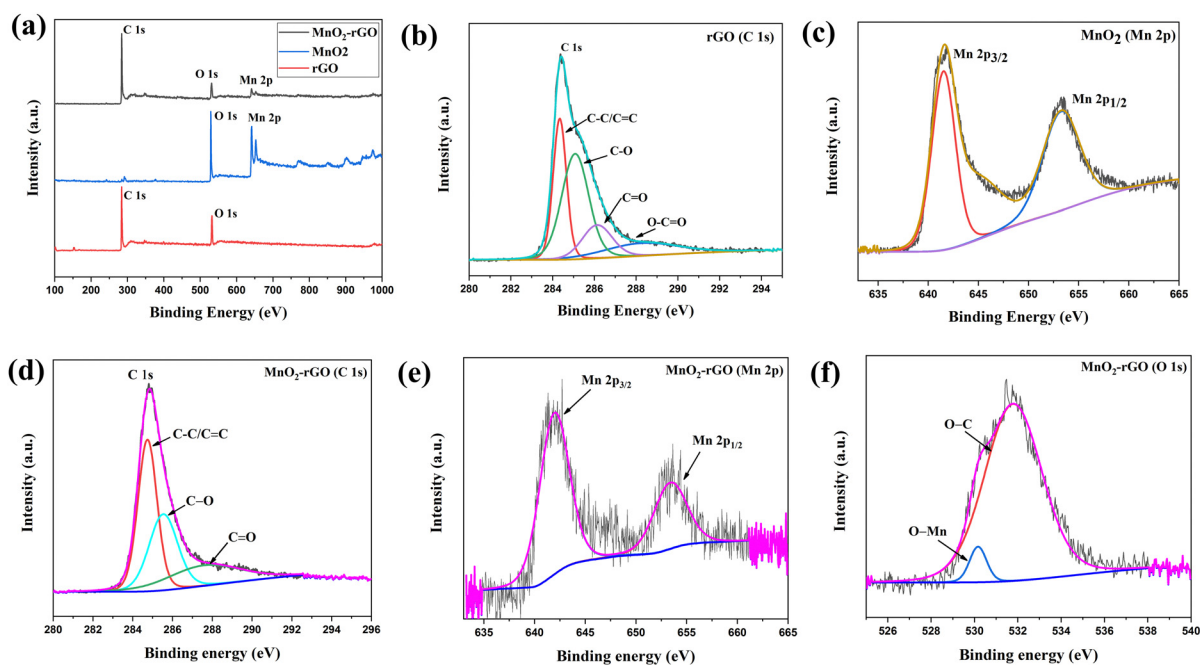 (a)
MnO₂-rGO
MnO2
rGO
C 1s
O 1s
Mn 2p
O 1s
Mn 2p
C 1s
O 1s
Intensity (a.u.)
100 200 300 400 500 600 700 800 900 1000
Binding Energy (eV)
(b)
rGO (C 1s)
C 1s
C-C/C=C
C-O
C=O
O-C=O
Intensity (a.u.)
280 282 284 286 288 290 292 294
Binding Energy (eV)
(c)
MnO₂ (Mn 2p)
Mn 2p3/2
Mn 2p1/2
Intensity (a.u.)
635 640 645 650 655 660 665
Binding Energy (eV)
(d)
MnO₂-rGO (C 1s)
C 1s
C-C/C=C
C–O
C=O
Intensity (a.u.)
280 282 284 286 288 290 292 294 296
Binding energy (eV)
(e)
MnO₂-rGO (Mn 2p)
Mn 2p₃/₂
Mn 2p₁/₂
Intensity (a.u.)
635 640 645 650 655 660 665
Binding energy (eV)
(f)
MnO₂-rGO (O 1s)
O–C
O–Mn
Intensity (a.u.)
526 528 530 532 534 536 538 540
Binding energy (eV)